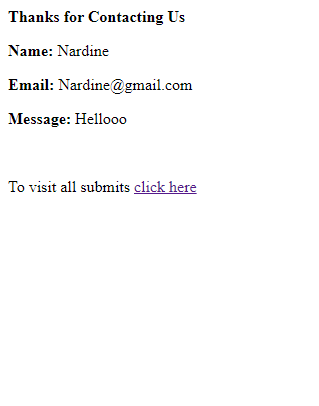 Thanks for Contacting Us
Name: Nardine
Email: Nardine@gmail.com
Message: Hellooo
To visit all submits click here